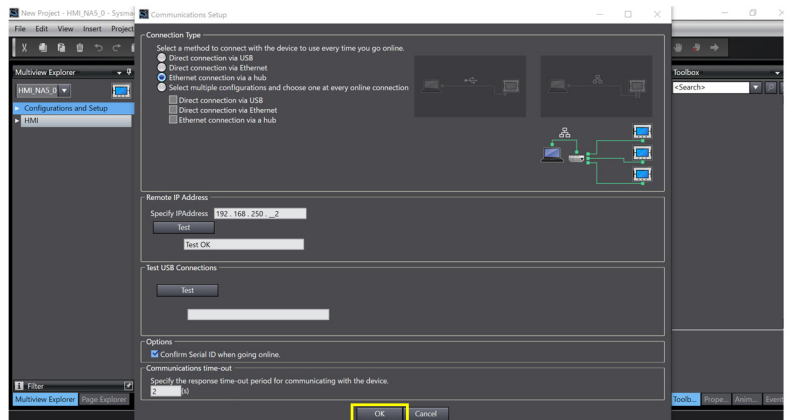 New Project - HMI_NA5_0 - Sysma
Communications Setup
File Edit View Insert Project
Multiview Explorer
HMI_NA5_0
Configurations and Setup
HMI
Connection Type
Select a method to connect with the device to use every time you go online.
Direct connection via USB
Direct connection via Ethernet
Ethernet connection via a hub
Select multiple configurations and choose one at every online connection
Direct connection via USB
Direct connection via Ethernet
Ethernet connection via a hub
Remote IP Address
Specify IPAddress 192 . 168 . 250 . __2
Test
Test OK
Test USB Connections
Test
Options
Confirm Serial ID when going online.
Communications time-out
Specify the response time-out period for communicating with the device.
2 (s)
OK Cancel
Toolbox
<Search>
Filter
Multiview Explorer Page Explorer
Toolb... Prope... Anim... Event